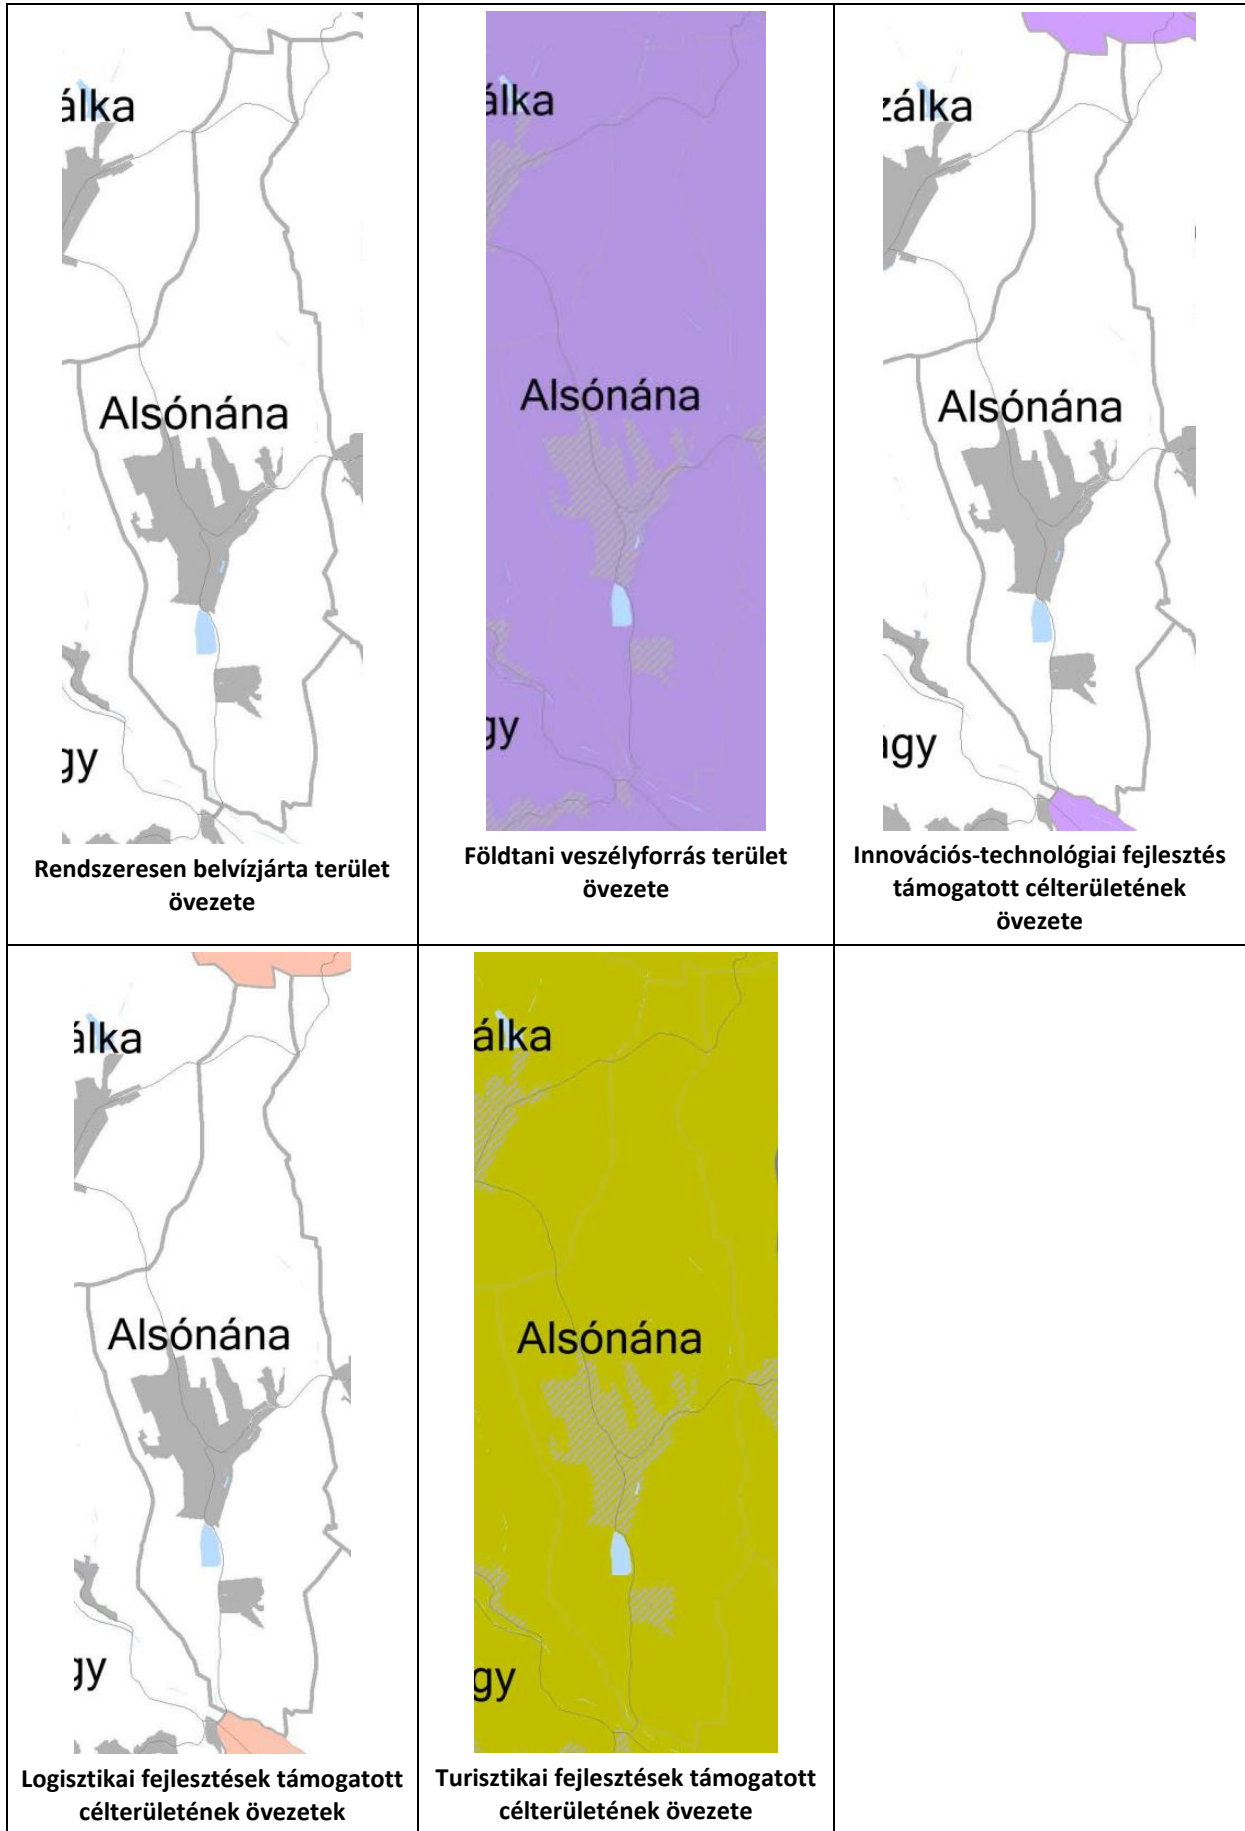 álka
Alsónána
gy
Rendszeresen belvízjárta terület
övezete
álka
Alsónána
gy
Földtani veszélyforrás terület
övezete
zálka
Alsónána
agy
Innovációs-technológiai fejlesztés
támogatott célterületének
övezete
álka
Alsónána
gy
Logisztikai fejlesztések támogatott
célterületének övezetek
álka
Alsónána
gy
Turisztikai fejlesztések támogatott
célterületének övezete